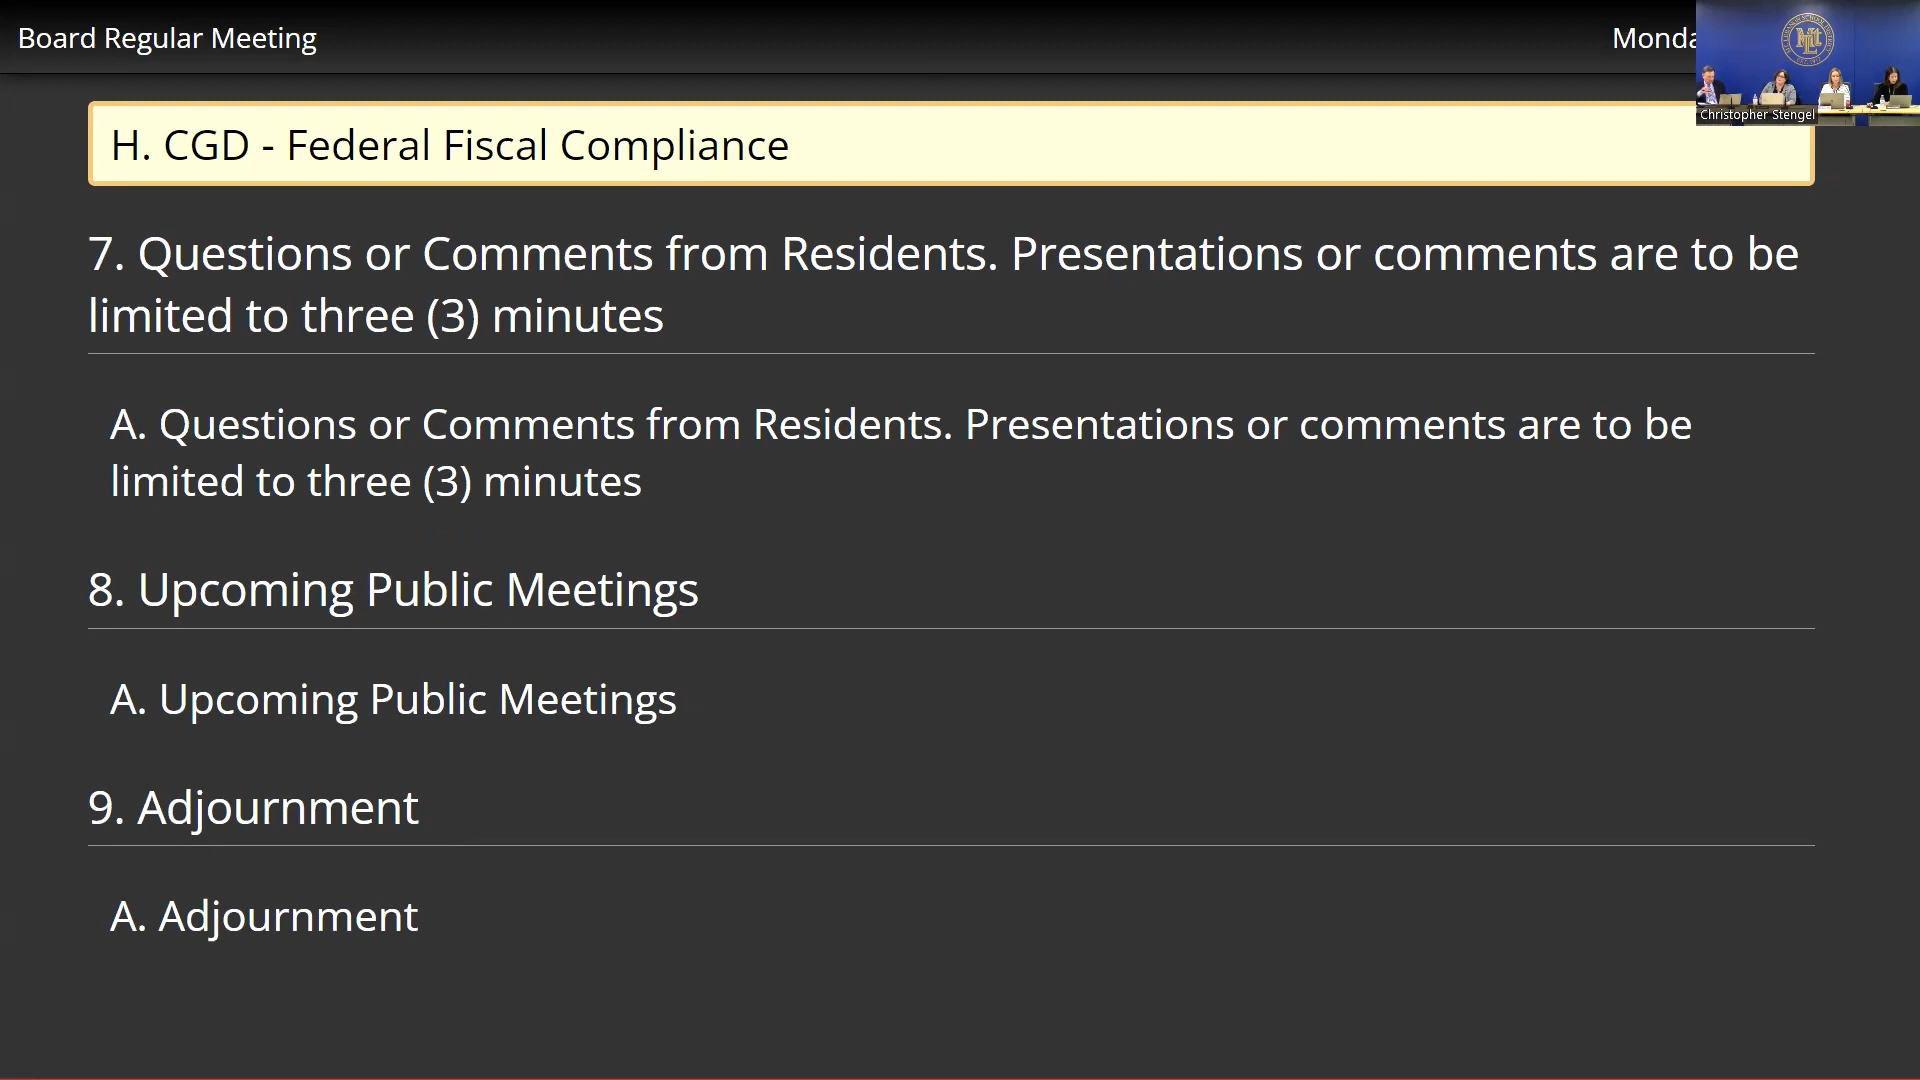 Board Regular Meeting
Monda
Christopher Stengel
H. CGD - Federal Fiscal Compliance
7. Questions or Comments from Residents. Presentations or comments are to be
limited to three (3) minutes
A. Questions or Comments from Residents. Presentations or comments are to be
limited to three (3) minutes
8. Upcoming Public Meetings
A. Upcoming Public Meetings
9. Adjournment
A. Adjournment